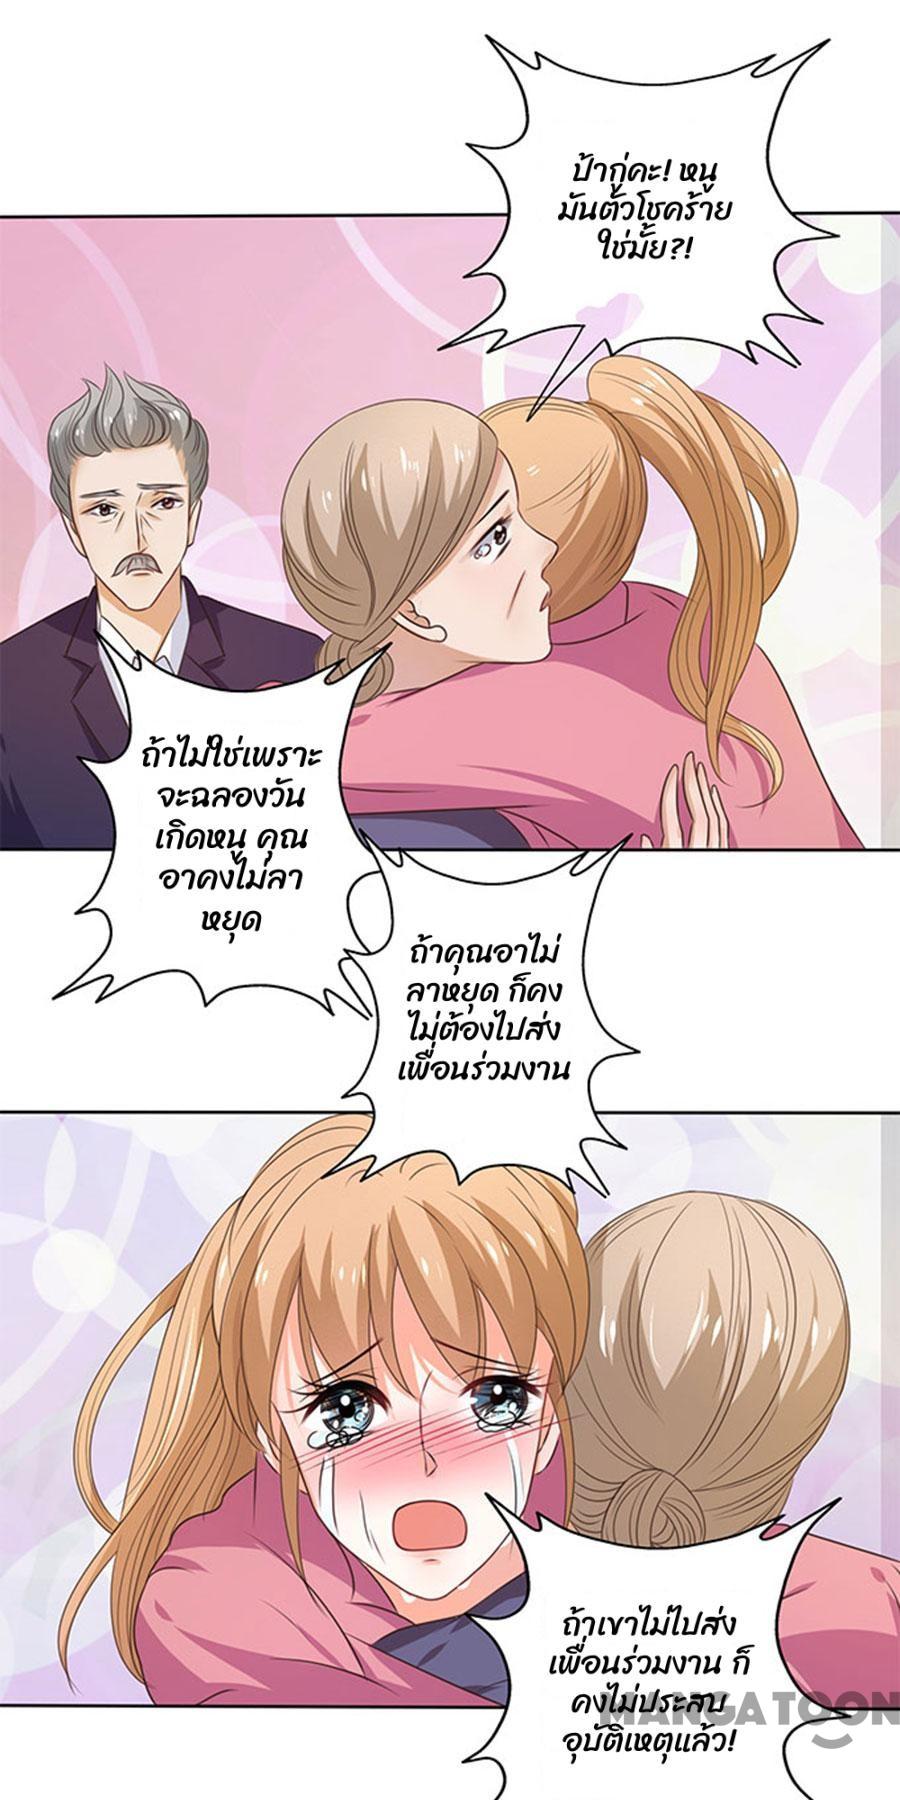 ป้ากู่คะ! หนู
มันตัวโชคร้าย
ใช่มั้ย?!
ถ้าไม่ใช่เพราะ
จะฉลองวัน
เกิดหนู คุณ
อาคงไม่ลา
หยุด
ถ้าคุณอาไม่
ลาหยุด ก็คง
ไม่ต้องไปส่ง
เพื่อนร่วมงาน
ถ้าเขาไม่ไปส่ง
เพื่อนร่วมงาน ก็
คงไม่ประสบ
อุบัติเหตุแล้ว!
MANGATOON